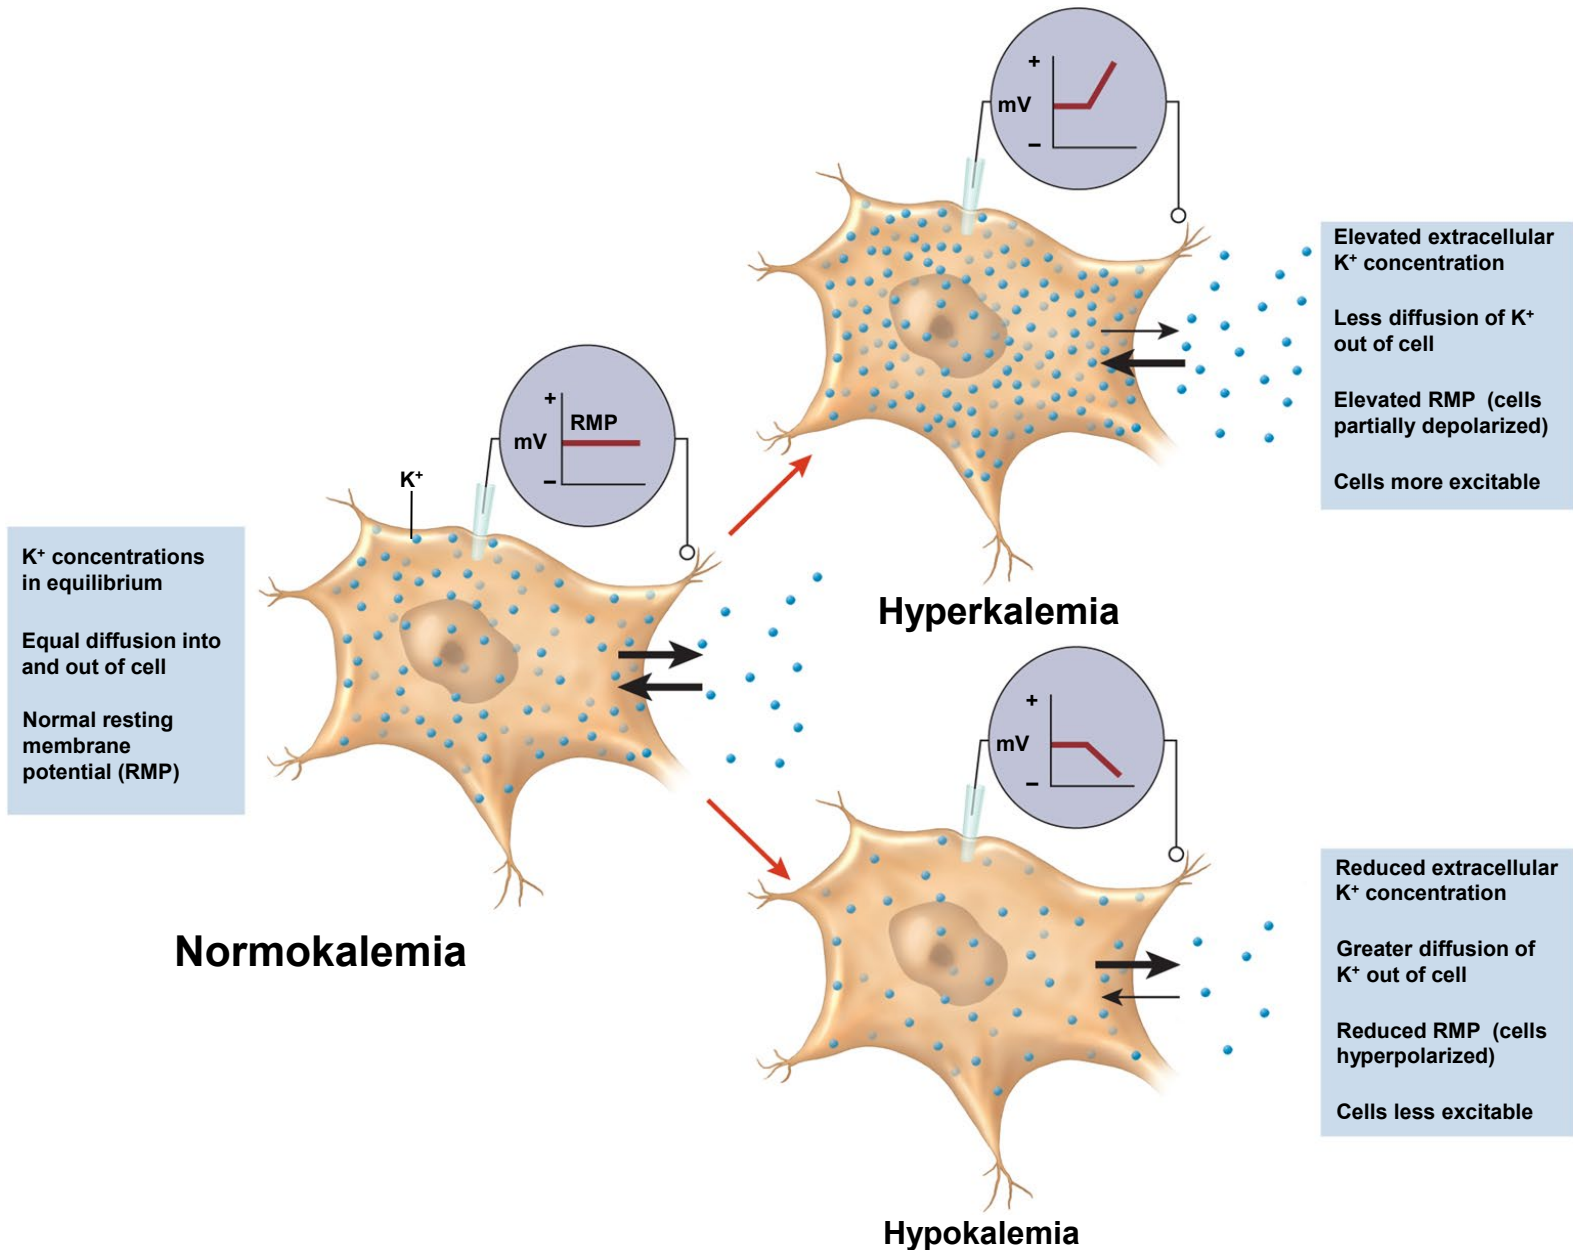 +
mV
−
Elevated extracellular
K⁺ concentration
Less diffusion of K⁺
out of cell
Elevated RMP (cells
partially depolarized)
Cells more excitable
Hyperkalemia
+
RMP
mV
−
K⁺
K⁺ concentrations
in equilibrium
Equal diffusion into
and out of cell
Normal resting
membrane
potential (RMP)
Normokalemia
+
mV
−
Reduced extracellular
K⁺ concentration
Greater diffusion of
K⁺ out of cell
Reduced RMP (cells
hyperpolarized)
Cells less excitable
Hypokalemia